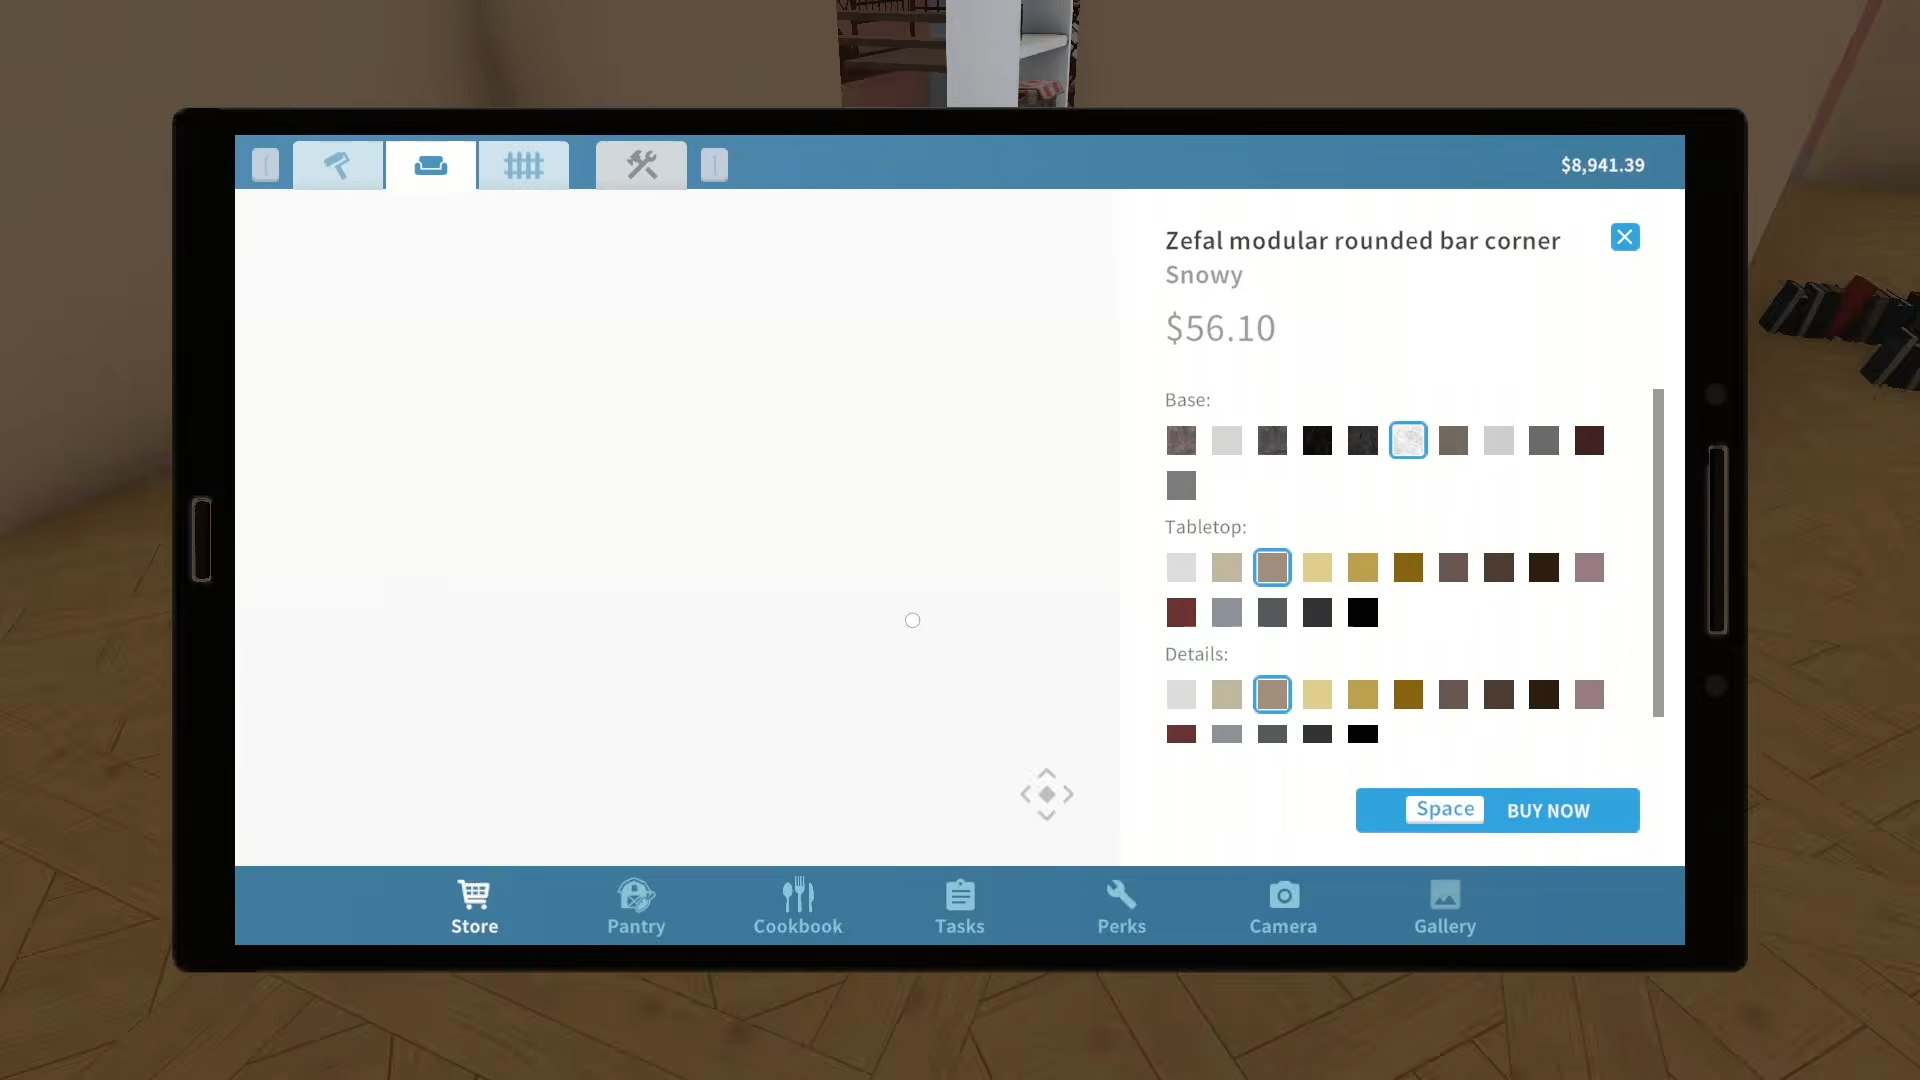 $8,941.39
Zefal modular rounded bar corner
Snowy
$56.10
Base:
Tabletop:
Details:
Space BUY NOW
Store Pantry Cookbook Tasks Perks Camera Gallery